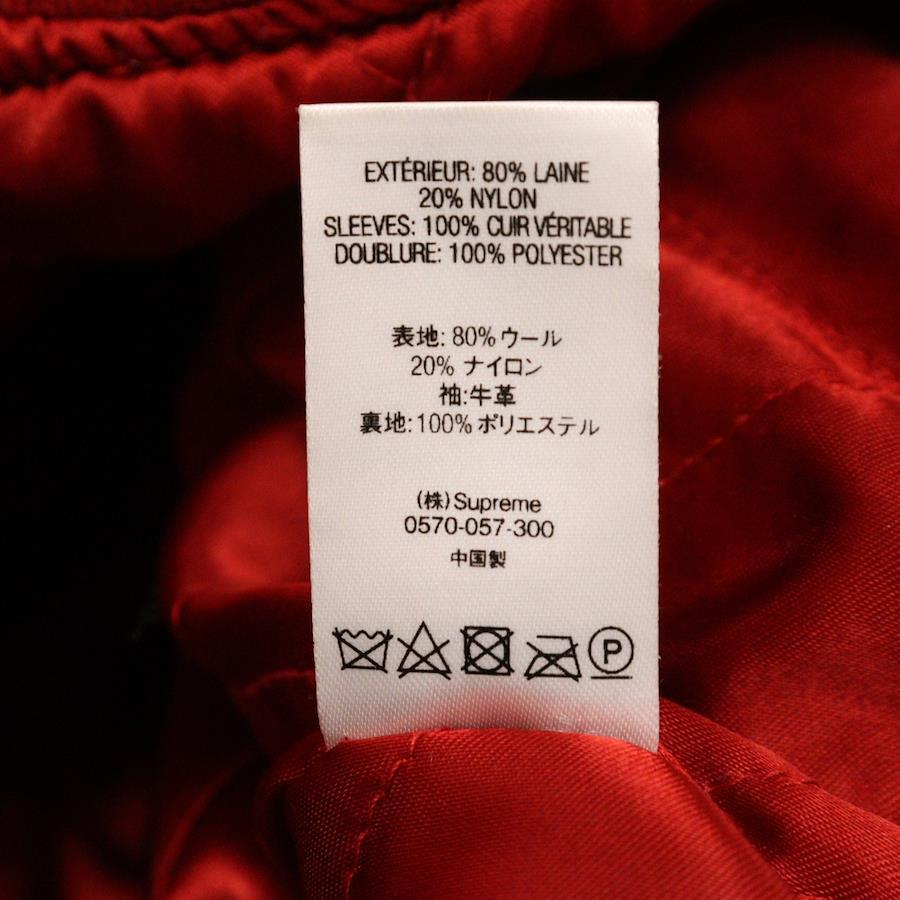 EXTÉRIEUR: 80% LAINE
20% NYLON
SLEEVES: 100% CUIR VÉRITABLE
DOUBLURE: 100% POLYESTER
表地: 80% ウール
20% ナイロン
袖:牛革
裏地:100% ポリエステル
(株)Supreme
0570-057-300
中国製
P